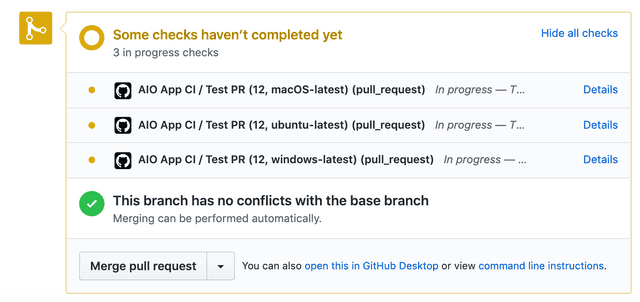 Some checks haven't completed yet
Hide all checks
3 in progress checks
AIO App CI / Test PR (12, macOS-latest) (pull_request) In progress — T... Details
AIO App CI / Test PR (12, ubuntu-latest) (pull_request) In progress — T... Details
AIO App CI / Test PR (12, windows-latest) (pull_request) In progress — ... Details
This branch has no conflicts with the base branch
Merging can be performed automatically.
Merge pull request
You can also open this in GitHub Desktop or view command line instructions.